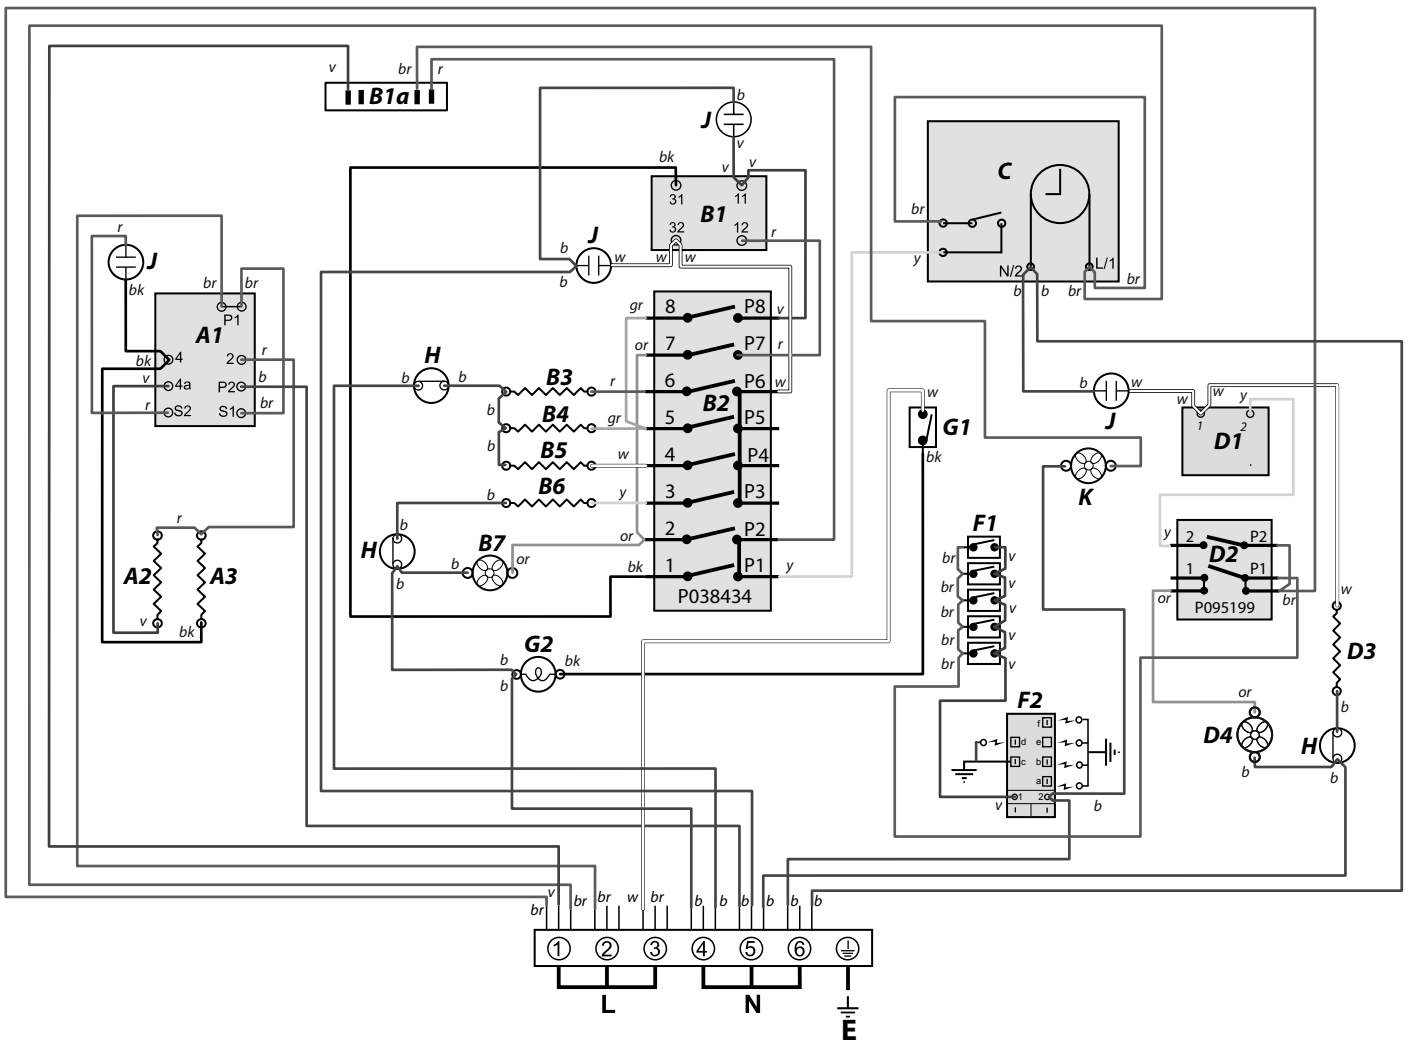 v
br
r
B1a
b
J
v
bk
v
v
31
11
B1
32
12
r
b
J
w
w
w
b
C
br
y
N/2
L/1
br
b
b
br
r
J
bk
br
br
P1
A1
bk
4
2
r
v
4a
P2
b
r
S2
S1
br
gr
8
P8
v
or
7
P7
r
H
b
b
B3
r
6
P6
w
B2
b
B4
gr
5
P5
b
B5
w
4
P4
b
B6
y
3
P3
b
or
2
P2
H
b
B7
or
b
bk
1
P1
y
P038434
w
G1
bk
b
w
w
w
y
J
1
2
D1
K
r
A2
A3
v
bk
F1
br
v
br
v
br
v
br
v
br
v
y
2
P2
D2
1
P1
or
br
P095199
w
D3
b
G2
b
bk
b
F2
f
d
e
c
b
a
v
1
2
b
or
D4
b
H
b
br
v
br
br
w
br
b
b
b
b
b
b
1
2
3
4
5
6
L
N
E